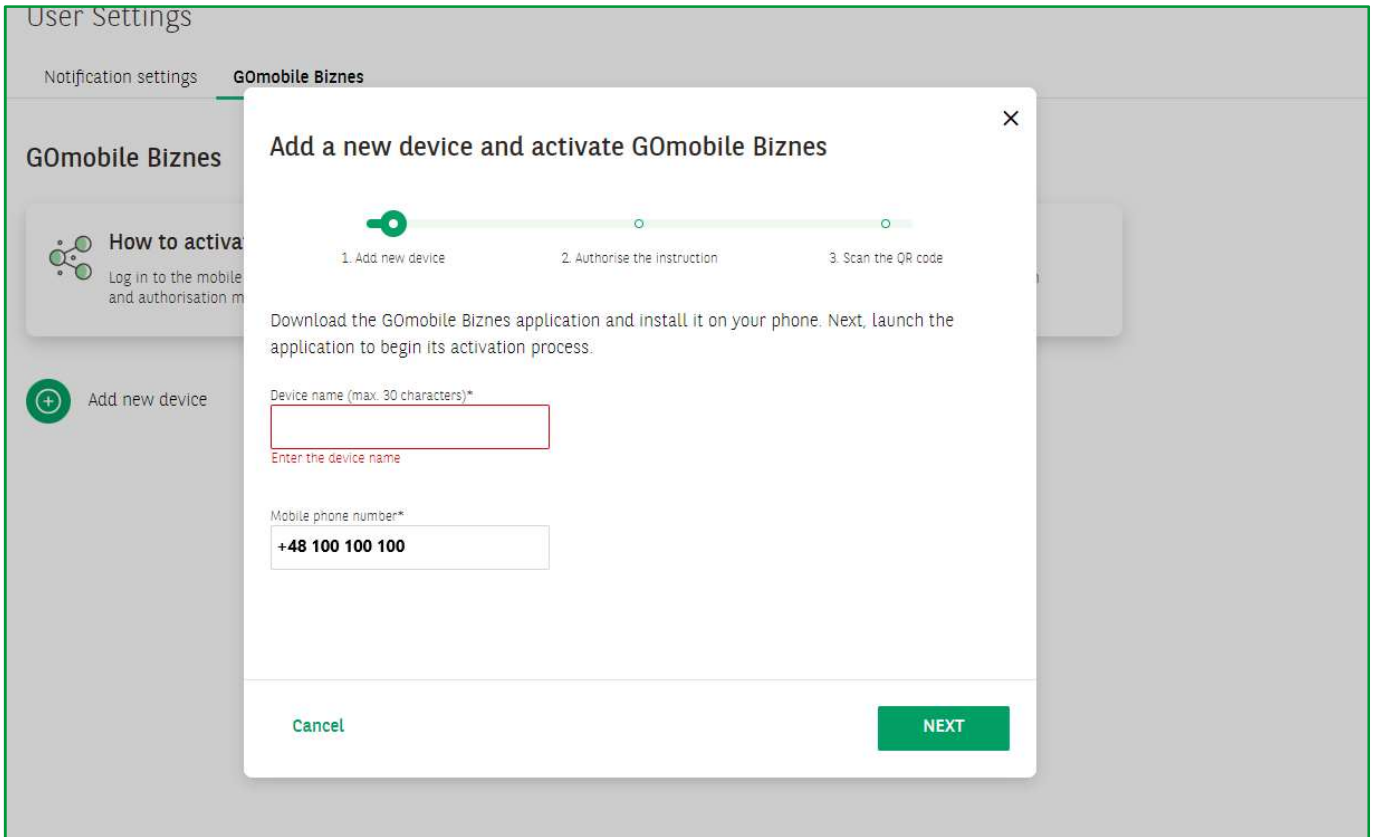 User Settings
Notification settings
GOmobile Biznes
GOmobile Biznes
How to activa
Log in to the mobile
and authorisation m
Add new device
Add a new device and activate GOmobile Biznes
1. Add new device
2. Authorise the instruction
3. Scan the QR code
Download the GOmobile Biznes application and install it on your phone. Next, launch the
application to begin its activation process.
Device name (max. 30 characters)*
Enter the device name
Mobile phone number*
+48 100 100 100
Cancel
NEXT